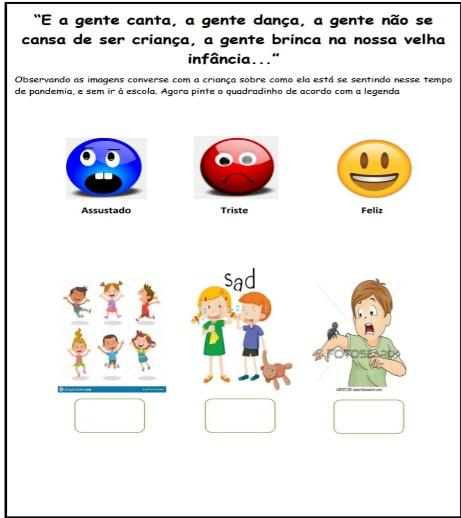 “E a gente canta, a gente dança, a gente não se
cansa de ser criança, a gente brinca na nossa velha
infância...”
Observando as imagens converse com a criança sobre como ela está se sentindo nesse tempo
de pandemia, e sem ir à escola. Agora pinte o quadradinho de acordo com a legenda
Assustado
Triste
Feliz
sad
FOTOSEARCH